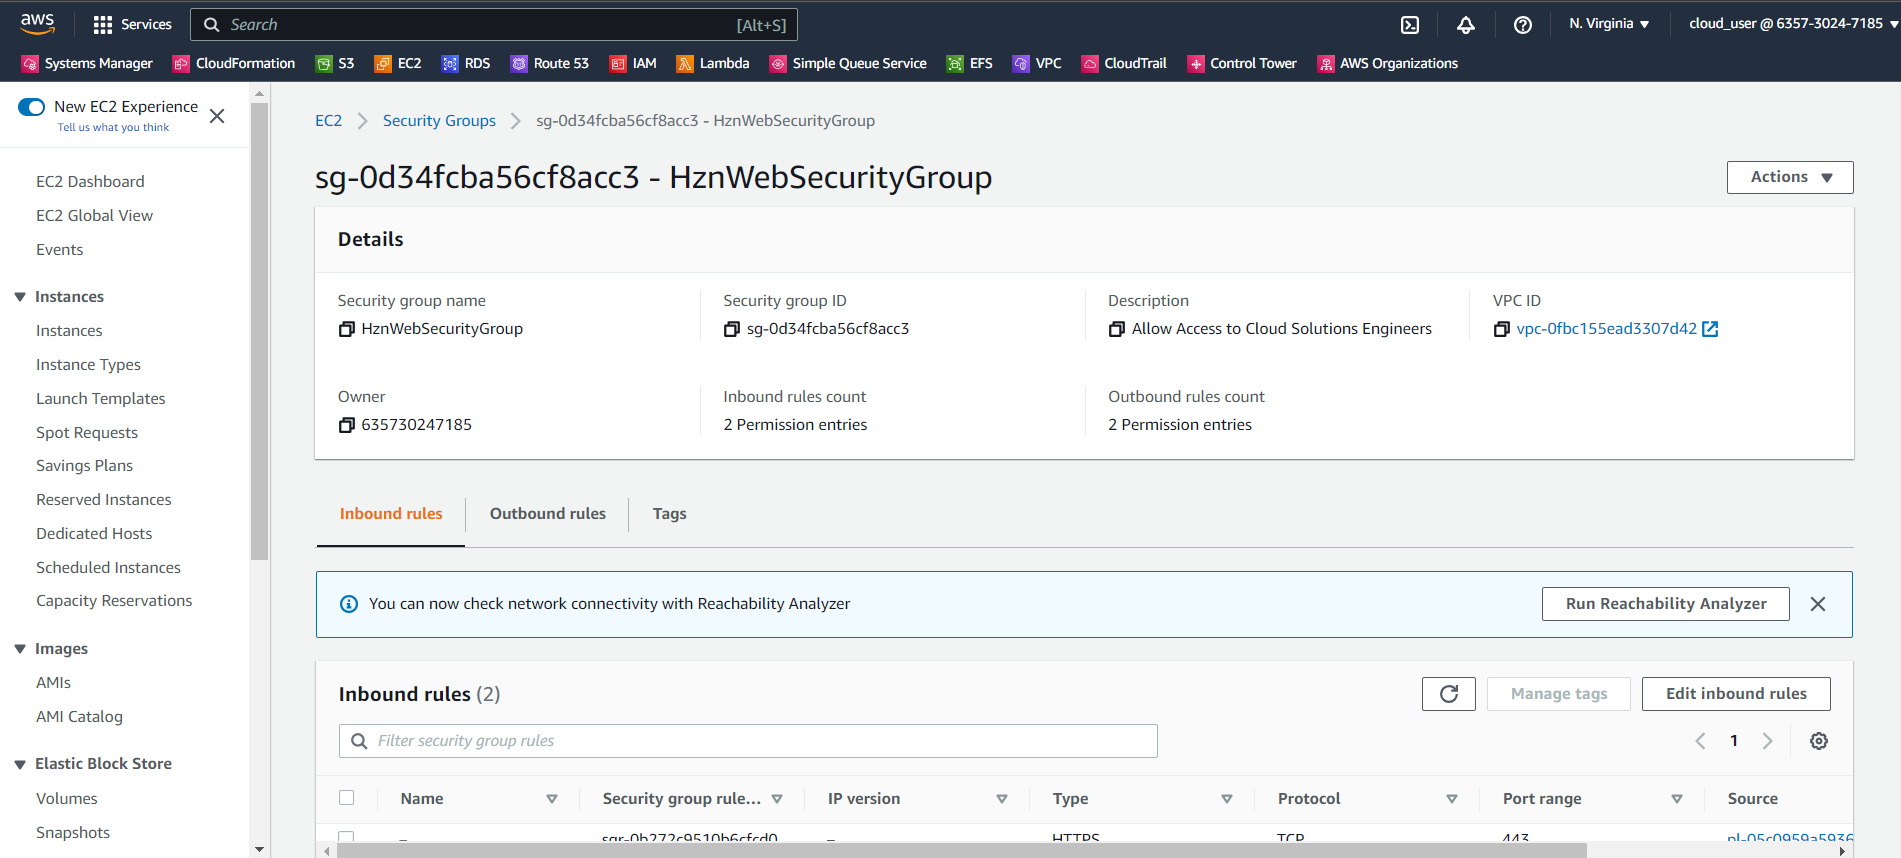 aws
Services
Search
[Alt+S]
N. Virginia
cloud_user @ 6357-3024-7185
Systems Manager
CloudFormation
S3
EC2
RDS
Route 53
IAM
Lambda
Simple Queue Service
EFS
VPC
CloudTrail
Control Tower
AWS Organizations
New EC2 Experience
Tell us what you think
EC2 Dashboard
EC2 Global View
Events
Instances
Instances
Instance Types
Launch Templates
Spot Requests
Savings Plans
Reserved Instances
Dedicated Hosts
Scheduled Instances
Capacity Reservations
Images
AMIs
AMI Catalog
Elastic Block Store
Volumes
Snapshots
EC2
Security Groups
sg-0d34fcba56cf8acc3 - HznWebSecurityGroup
sg-0d34fcba56cf8acc3 - HznWebSecurityGroup
Actions
Details
Security group name
HznWebSecurityGroup
Security group ID
sg-0d34fcba56cf8acc3
Description
Allow Access to Cloud Solutions Engineers
VPC ID
vpc-0fbc155ead3307d42
Owner
635730247185
Inbound rules count
2 Permission entries
Outbound rules count
2 Permission entries
Inbound rules
Outbound rules
Tags
You can now check network connectivity with Reachability Analyzer
Run Reachability Analyzer
Inbound rules (2)
Manage tags
Edit inbound rules
Filter security group rules
1
Name
Security group rule...
IP version
Type
Protocol
Port range
Source
–
sgr-0b272c9510b6cfcd0
–
HTTPS
TCP
443
pl-05c0959a5936